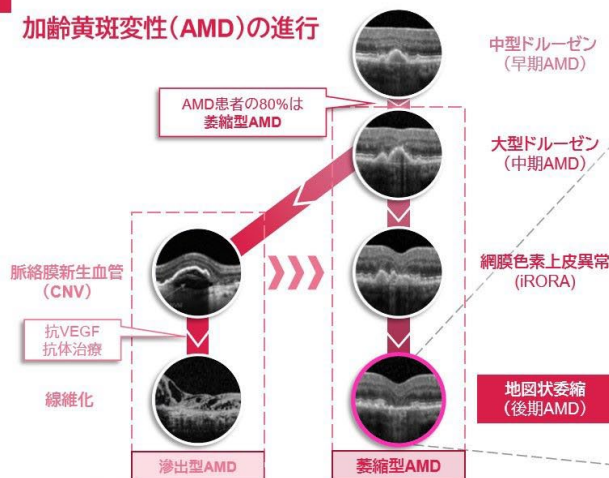 加齢黄斑変性(AMD)の進行
中型ドルーゼン
(早期AMD)
AMD患者の80%は
萎縮型AMD
大型ドルーゼン
(中期AMD)
脈絡膜新生血管
(CNV)
網膜色素上皮異常
(iRORA)
抗VEGF
抗体治療
線維化
地図状委縮
(後期AMD)
滲出型AMD
萎縮型AMD